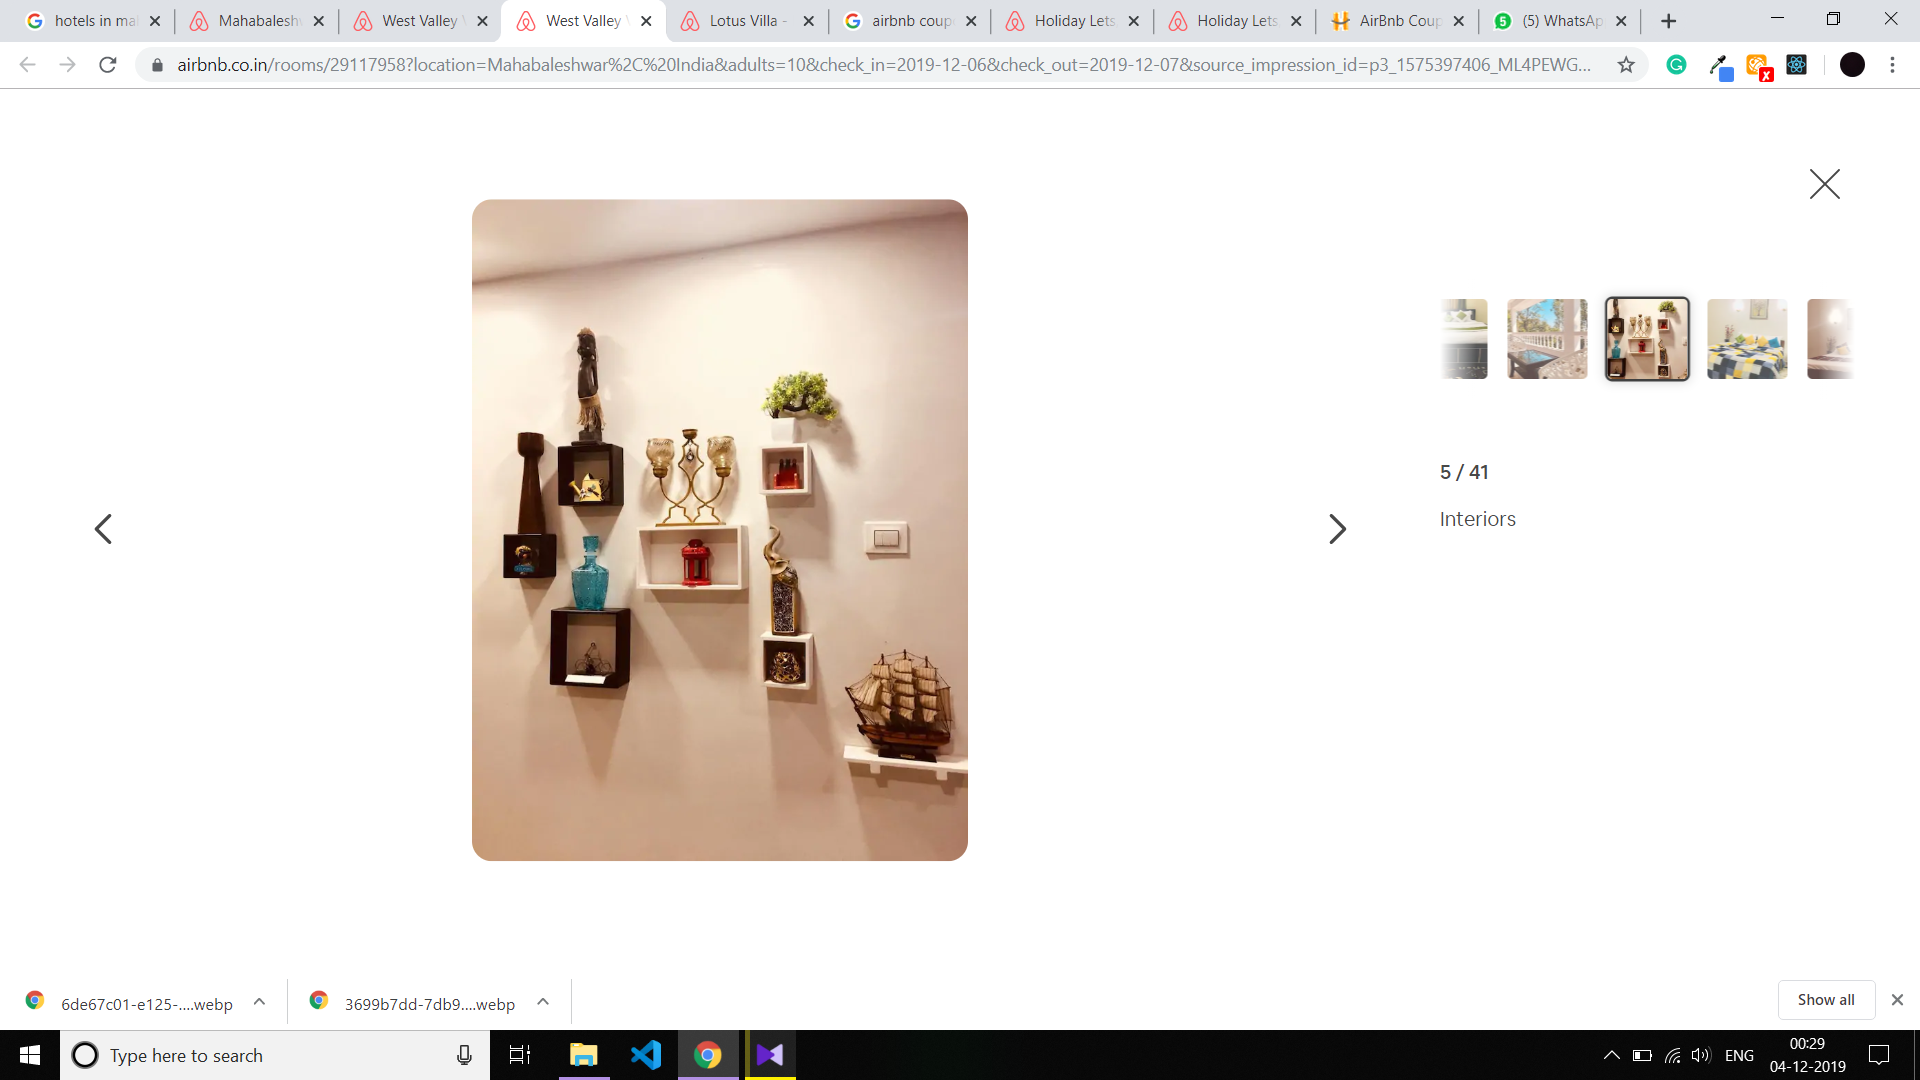 hotels in ma
Mahabalesh
West Valley
West Valley
Lotus Villa -
airbnb coup
Holiday Lets
Holiday Lets
AirBnb Coup
(5) WhatsAp
airbnb.co.in/rooms/29117958?location=Mahabaleshwar%2C%20India&adults=10&check_in=2019-12-06&check_out=2019-12-07&source_impression_id=p3_1575397406_ML4PEWG...
5 / 41
Interiors
6de67c01-e125-....webp
3699b7dd-7db9....webp
Show all
Type here to search
ENG
00:29
04-12-2019